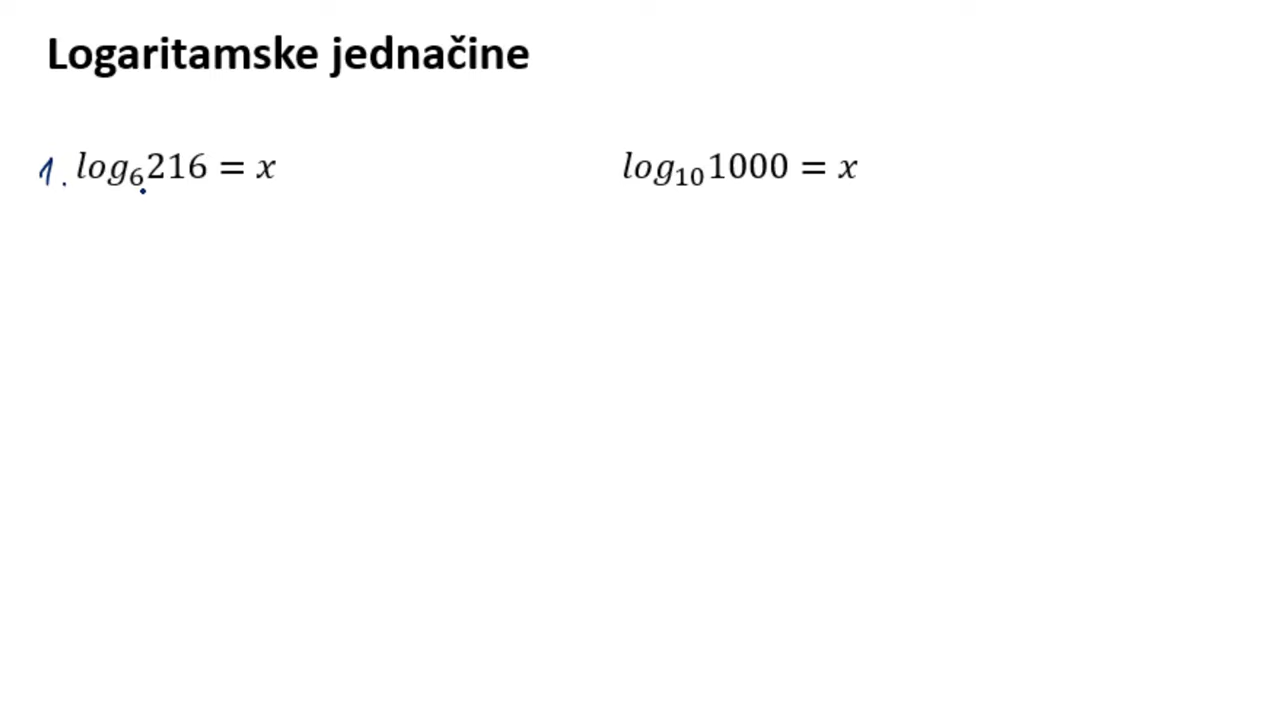 Logaritamske jednačine
1. log₆216 = x
log₁₀1000 = x